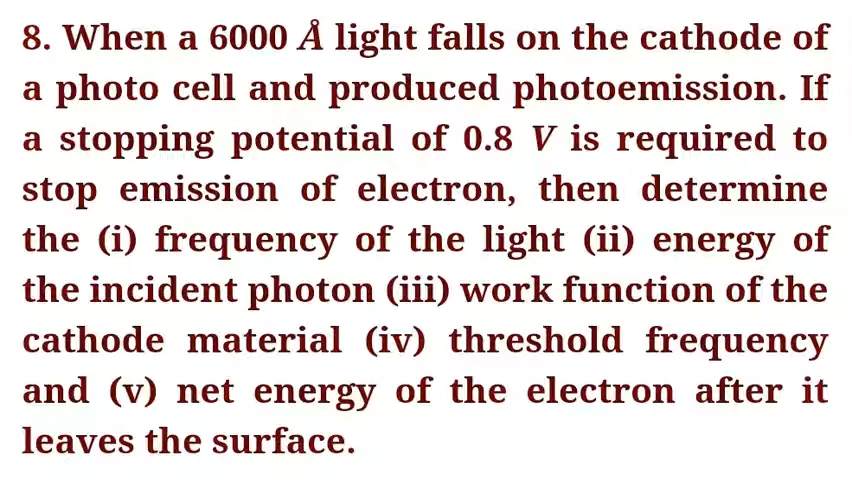 8. When a 6000 Å light falls on the cathode of
a photo cell and produced photoemission. If
a stopping potential of 0.8 V is required to
stop emission of electron, then determine
the (i) frequency of the light (ii) energy of
the incident photon (iii) work function of the
cathode material (iv) threshold frequency
and (v) net energy of the electron after it
leaves the surface.